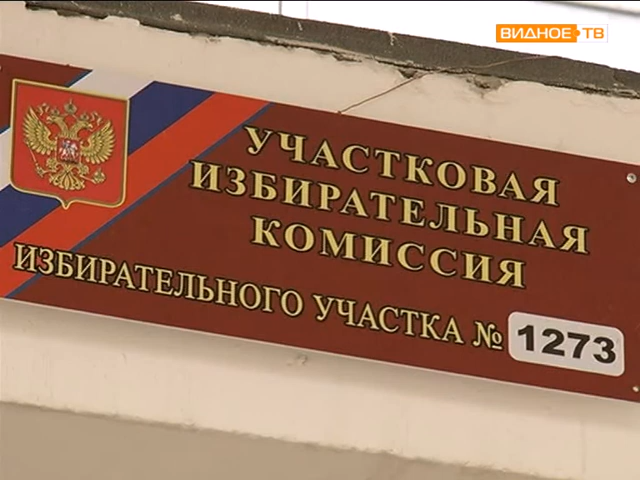 ВИДНОЕ ТВ
УЧАСТКОВАЯ
ИЗБИРАТЕЛЬНАЯ
КОМИССИЯ
ИЗБИРАТЕЛЬНОГО УЧАСТКА № 1273